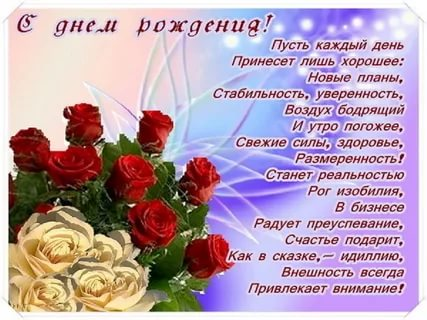 С днем рождения!
Пусть каждый день
Принесет лишь хорошее:
Новые планы,
Стабильность, уверенность,
Воздух бодрящий
И утро погожее,
Свежие силы, здоровье,
Размеренность!
Станет реальностью
Рог изобилия,
В бизнесе
Радует преуспевание,
Счастье подарит,
Как в сказке,— идиллию,
Внешность всегда
Привлекает внимание!